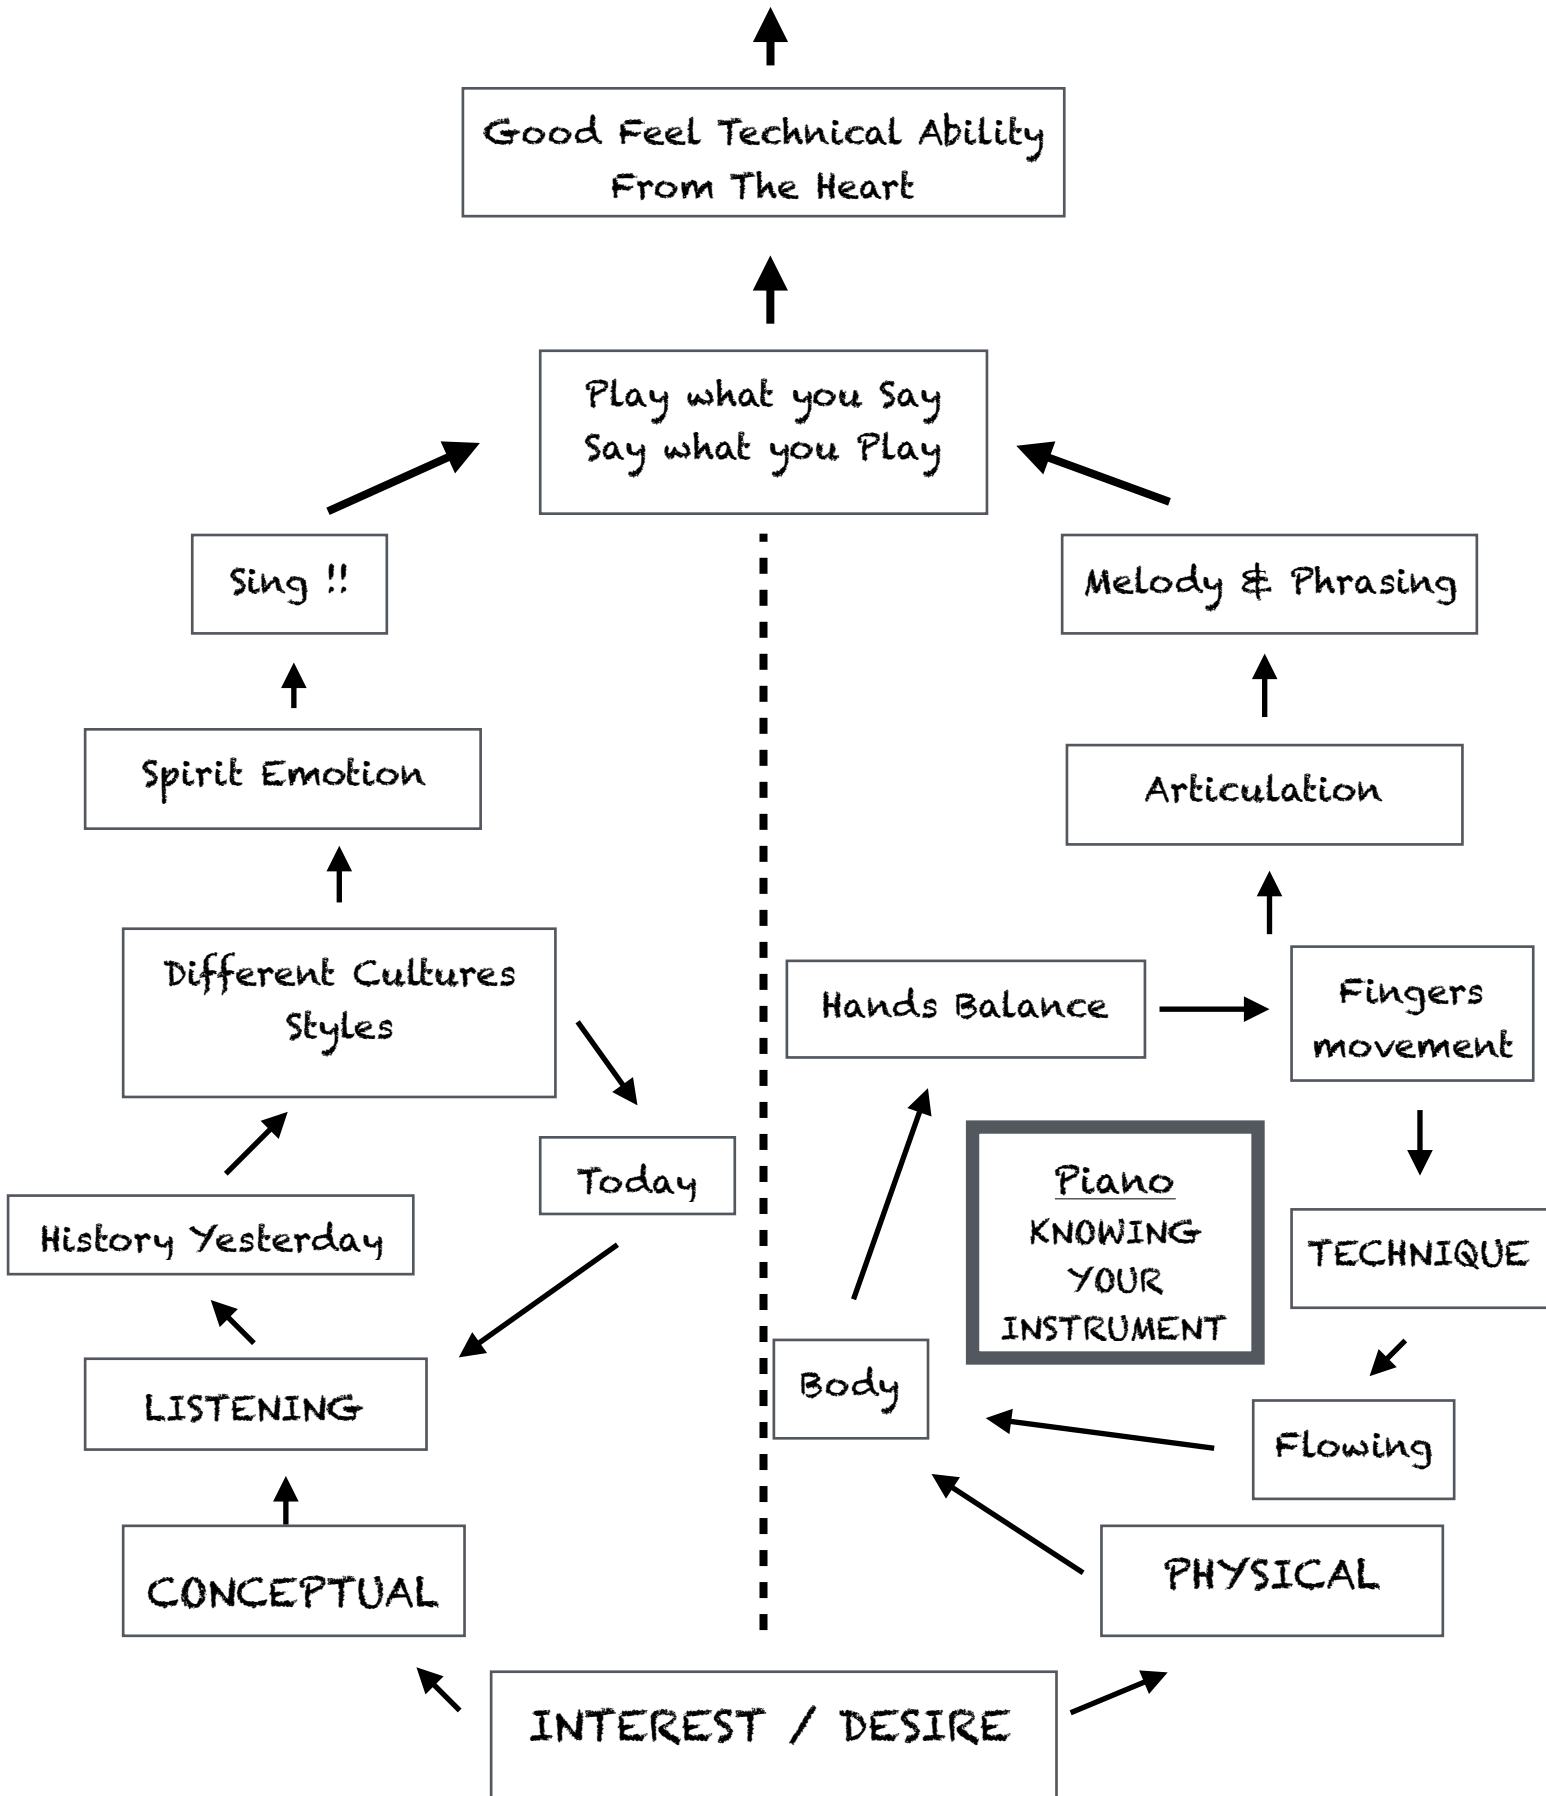 Good Feel Technical Ability
From The Heart
Play what you Say
Say what you Play
Sing !!
Melody & Phrasing
Spirit Emotion
Articulation
Different Cultures
Styles
Hands Balance
Fingers
movement
Today
Piano
KNOWING
YOUR
INSTRUMENT
History Yesterday
TECHNIQUE
Body
LISTENING
Flowing
CONCEPTUAL
PHYSICAL
INTEREST / DESIRE